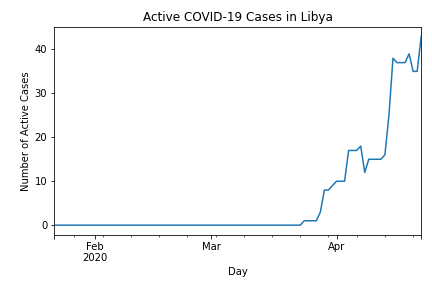 Active COVID-19 Cases in Libya
Number of Active Cases
40
30
20
10
0
Feb
2020
Mar
Apr
Day